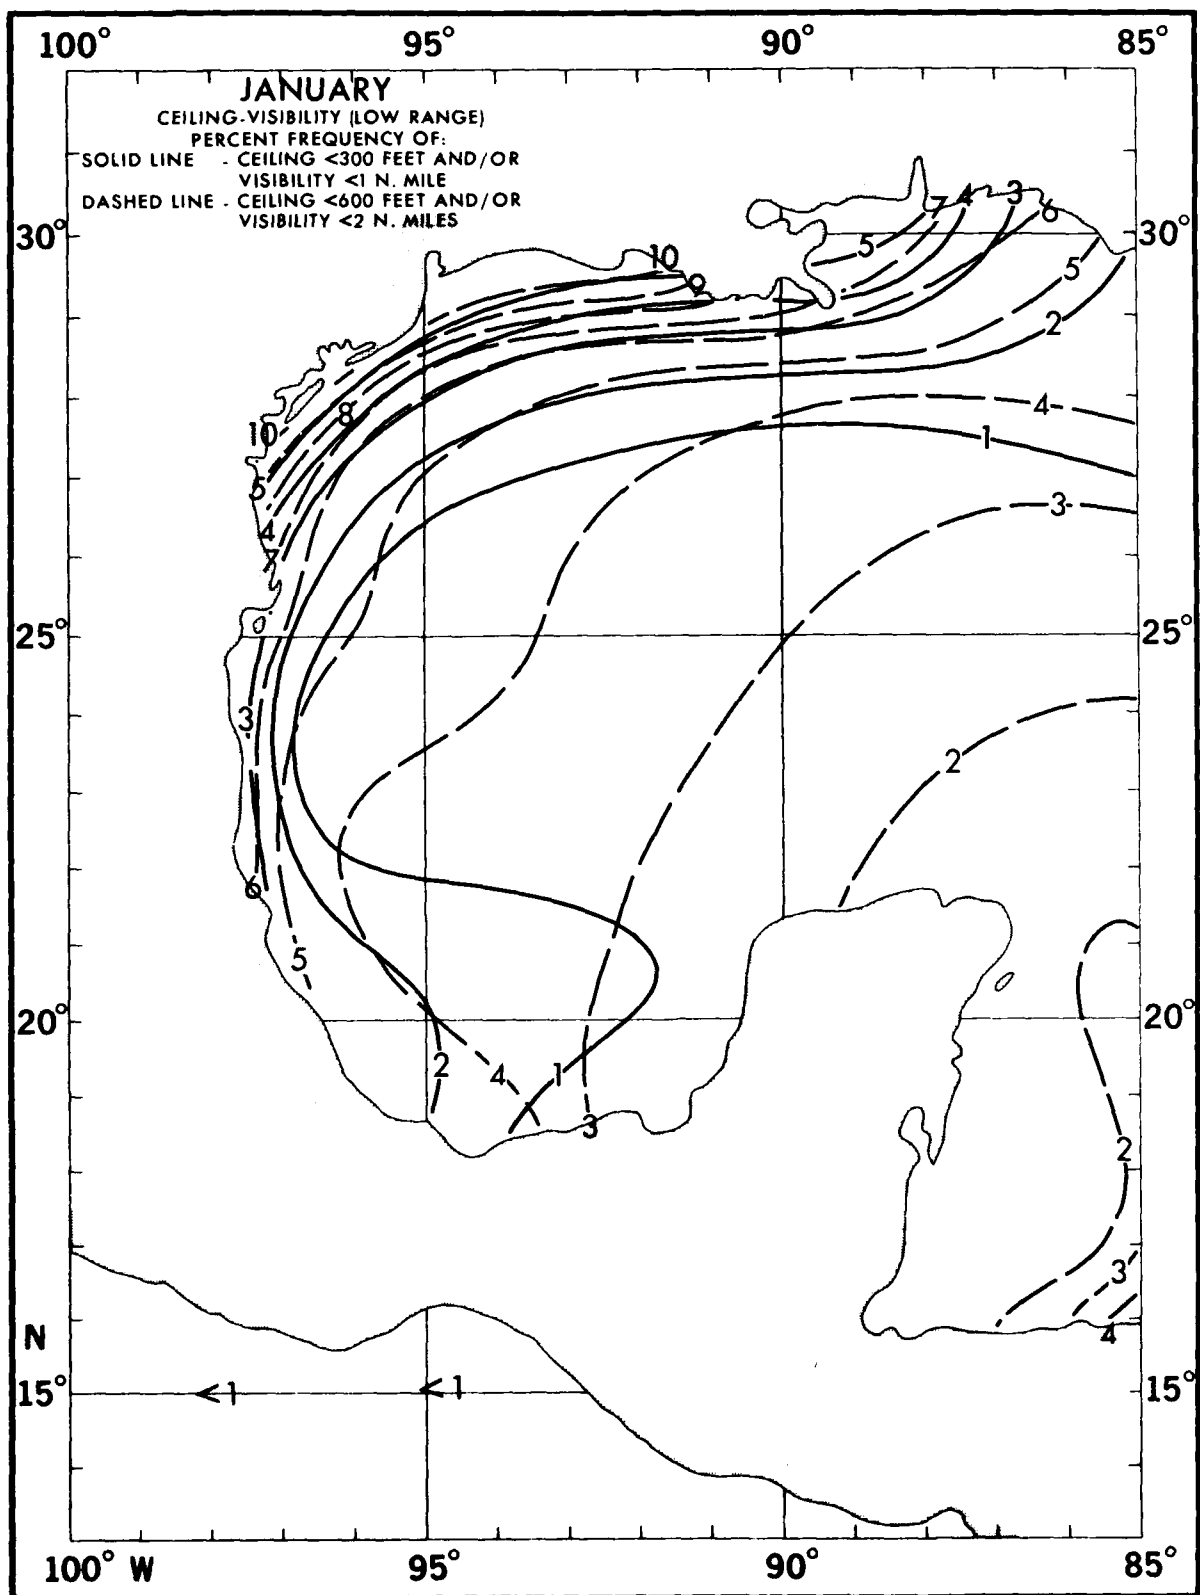 100° 95° 90° 85°
JANUARY
CEILING-VISIBILITY (LOW RANGE)
PERCENT FREQUENCY OF:
SOLID LINE - CEILING <300 FEET AND/OR
VISIBILITY <1 N. MILE
DASHED LINE - CEILING <600 FEET AND/OR
VISIBILITY <2 N. MILES
7 4 3 6
30° 5 30°
10 5
9
2
8 4
10 1
5 3
4
7
25° 25°
3 2
6
5
20° 20°
2 4 1
3 2
3
N 4
15° <1 <1 15°
100° W 95° 90° 85°